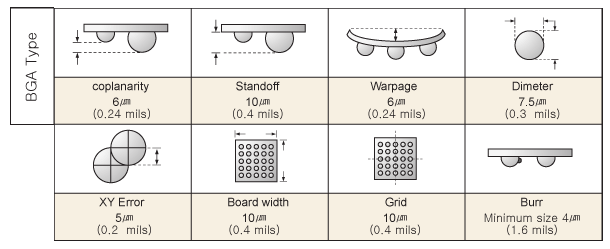 BGA Type
coplanarity
6㎛
(0.24 mils)
Standoff
10㎛
(0.4 mils)
Warpage
6㎛
(0.24 mils)
Dimeter
7.5㎛
(0.3 mils)
XY Error
5㎛
(0.2 mils)
Board width
10㎛
(0.4 mils)
Grid
10㎛
(0.4 mils)
Burr
Minimum size 4㎛
(1.6 mils)